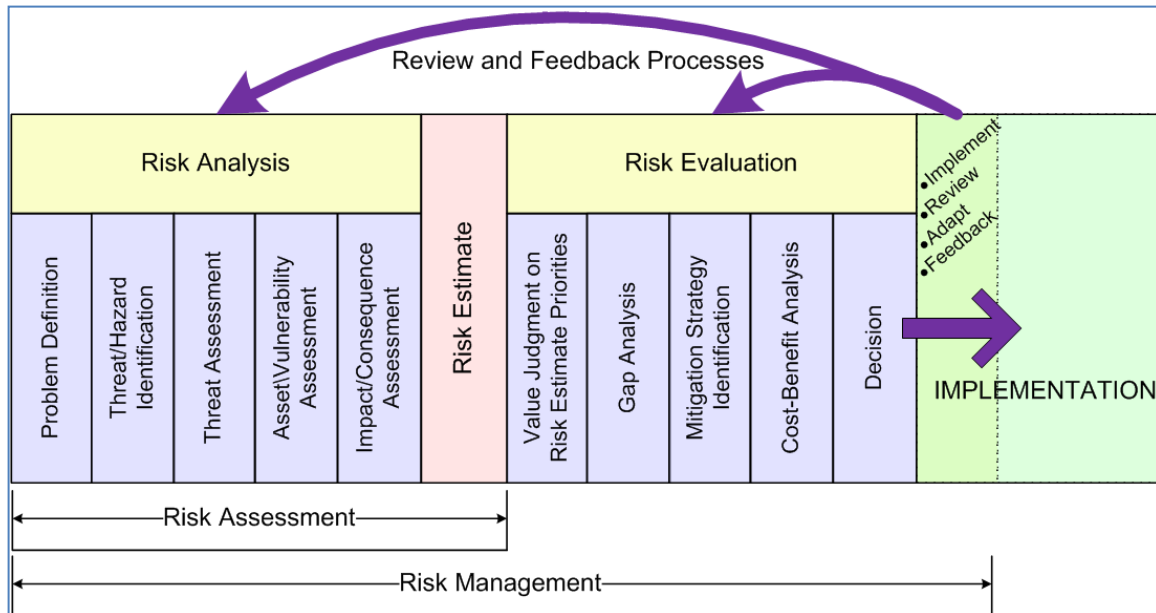 Review and Feedback Processes
Risk Analysis
Risk Estimate
Risk Evaluation
•Implement
•Review
•Adapt
•Feedback
Problem Definition
Threat/Hazard
Identification
Threat Assessment
Asset\Vulnerability
Assessment
Impact/Consequence
Assessment
Value Judgment on
Risk Estimate Priorities
Gap Analysis
Mitigation Strategy
Identification
Cost-Benefit Analysis
Decision
IMPLEMENTATION
Risk Assessment
Risk Management